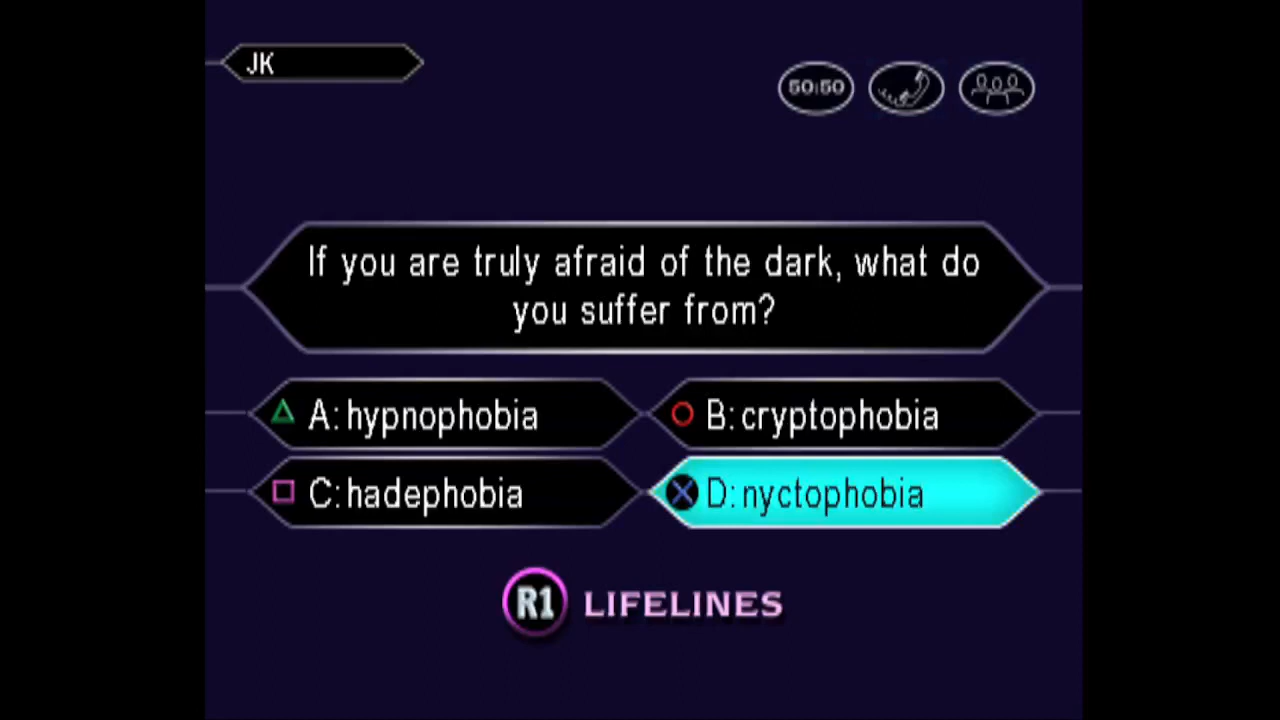 JK
50:50
If you are truly afraid of the dark, what do
you suffer from?
A: hypnophobia
B: cryptophobia
C: hadephobia
D: nyctophobia
R1 LIFELINES